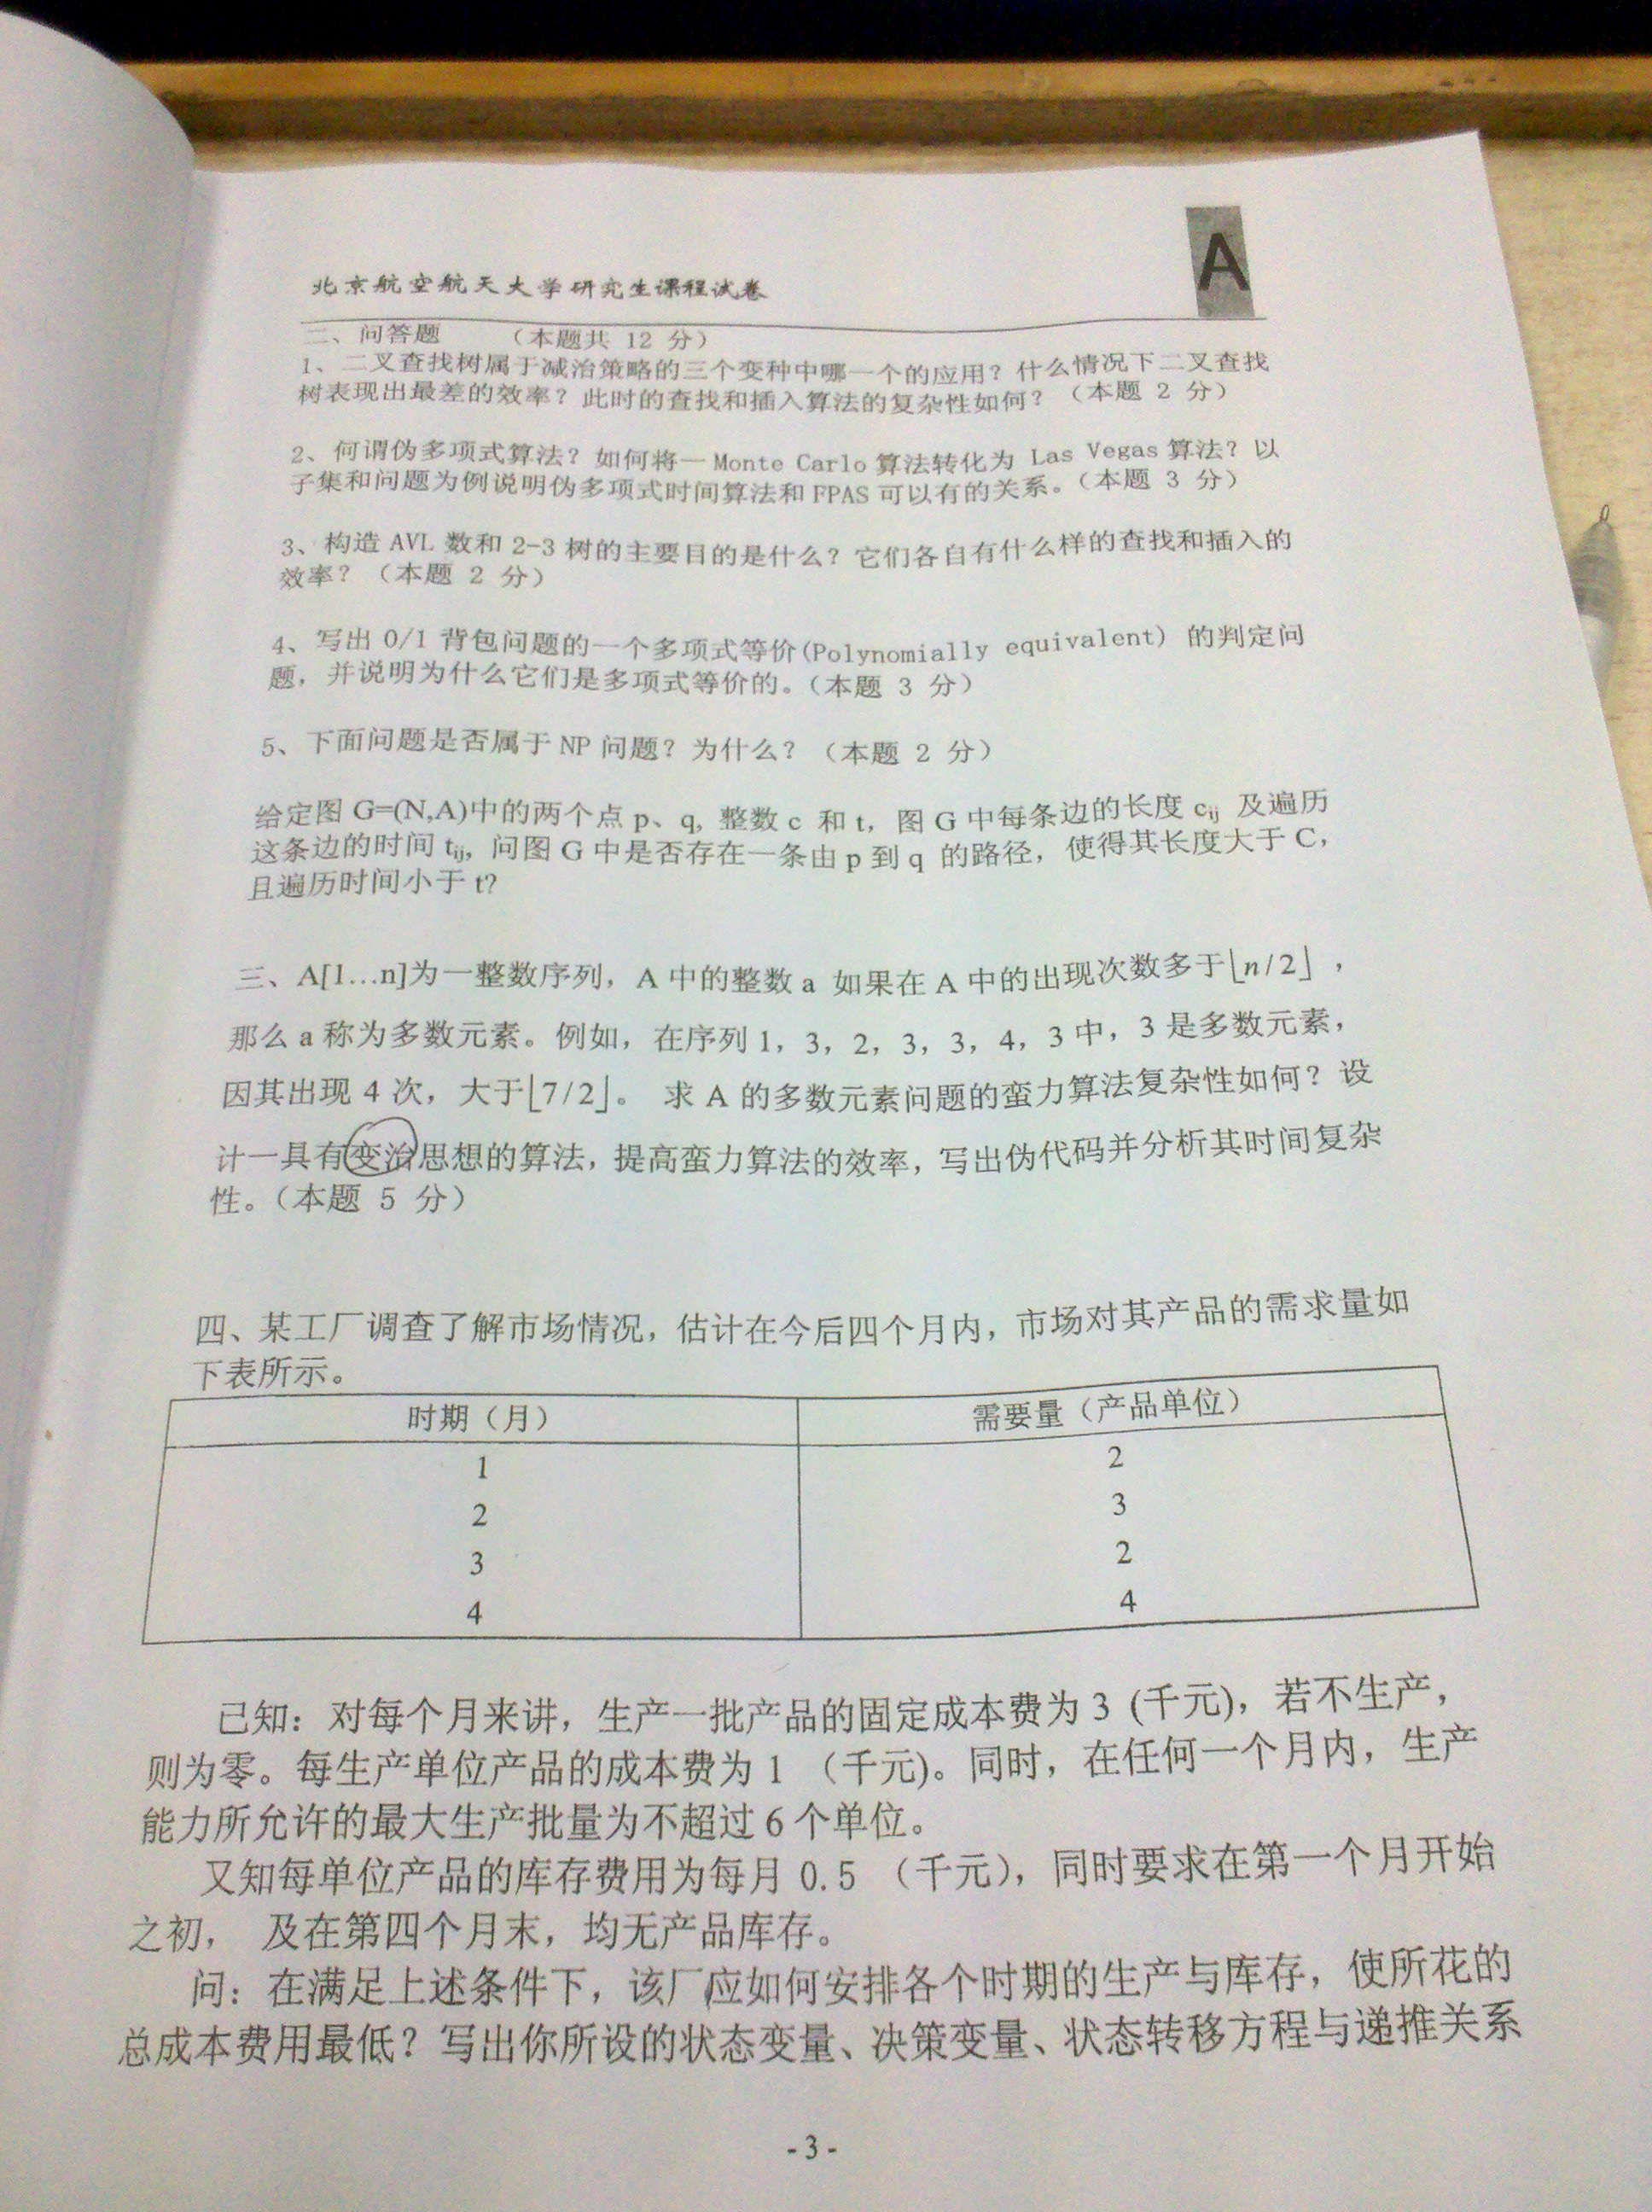 A
北京航空航天大学研究生课程试卷
二、问答题 （本题共 12 分）
1、二叉查找树属于减治策略的三个变种中哪一个的应用？什么情况下二叉查找
树表现出最差的效率？此时的查找和插入算法的复杂性如何？（本题 2 分）
2、何谓伪多项式算法？如何将一 Monte Carlo 算法转化为 Las Vegas 算法？以
子集和问题为例说明伪多项式时间算法和 FPAS 可以有的关系。（本题 3 分）
3、构造 AVL 数和 2-3 树的主要目的是什么？它们各自有什么样的查找和插入的
效率？（本题 2 分）
4、写出 0/1 背包问题的一个多项式等价(Polynomially equivalent) 的判定问
题，并说明为什么它们是多项式等价的。（本题 3 分）
5、下面问题是否属于 NP 问题？为什么？（本题 2 分）
给定图 G=(N,A)中的两个点 p、q, 整数 c 和 t，图 G 中每条边的长度 cij 及遍历
这条边的时间 tij, 问图 G 中是否存在一条由 p 到 q 的路径，使得其长度大于 C，
且遍历时间小于 t?
三、A[1…n]为一整数序列，A 中的整数 a 如果在 A 中的出现次数多于⌊n/2⌋，
那么 a 称为多数元素。例如，在序列 1，3，2，3，3，4，3 中，3 是多数元素，
因其出现 4 次，大于⌊7/2⌋。 求 A 的多数元素问题的蛮力算法复杂性如何？设
计一具有变治思想的算法，提高蛮力算法的效率，写出伪代码并分析其时间复杂
性。（本题 5 分）
四、某工厂调查了解市场情况，估计在今后四个月内，市场对其产品的需求量如
下表所示。
时期（月） 需要量（产品单位）
1 2
2 3
3 2
4 4
已知：对每个月来讲，生产一批产品的固定成本费为 3 (千元)，若不生产，
则为零。每生产单位产品的成本费为 1 （千元)。同时，在任何一个月内，生产
能力所允许的最大生产批量为不超过 6 个单位。
又知每单位产品的库存费用为每月 0.5 （千元），同时要求在第一个月开始
之初， 及在第四个月末，均无产品库存。
问：在满足上述条件下，该厂应如何安排各个时期的生产与库存，使所花的
总成本费用最低？写出你所设的状态变量、决策变量、状态转移方程与递推关系
- 3 -